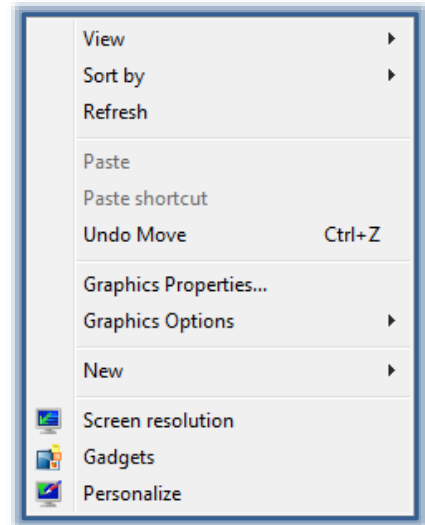 View
Sort by
Refresh
Paste
Paste shortcut
Undo Move Ctrl+Z
Graphics Properties...
Graphics Options
New
Screen resolution
Gadgets
Personalize